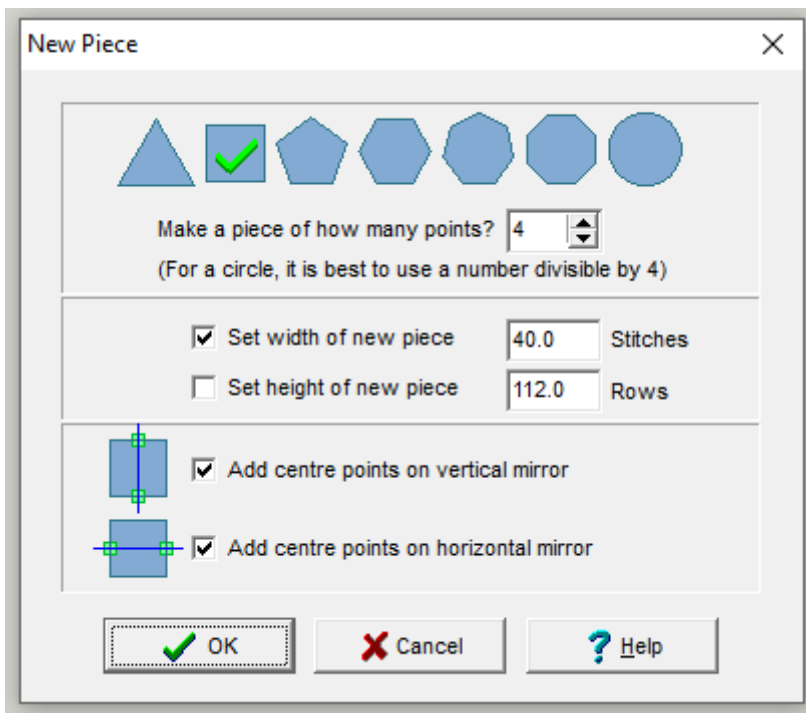 New Piece
Make a piece of how many points? 4
(For a circle, it is best to use a number divisible by 4)
Set width of new piece 40.0 Stitches
Set height of new piece 112.0 Rows
Add centre points on vertical mirror
Add centre points on horizontal mirror
OK Cancel Help